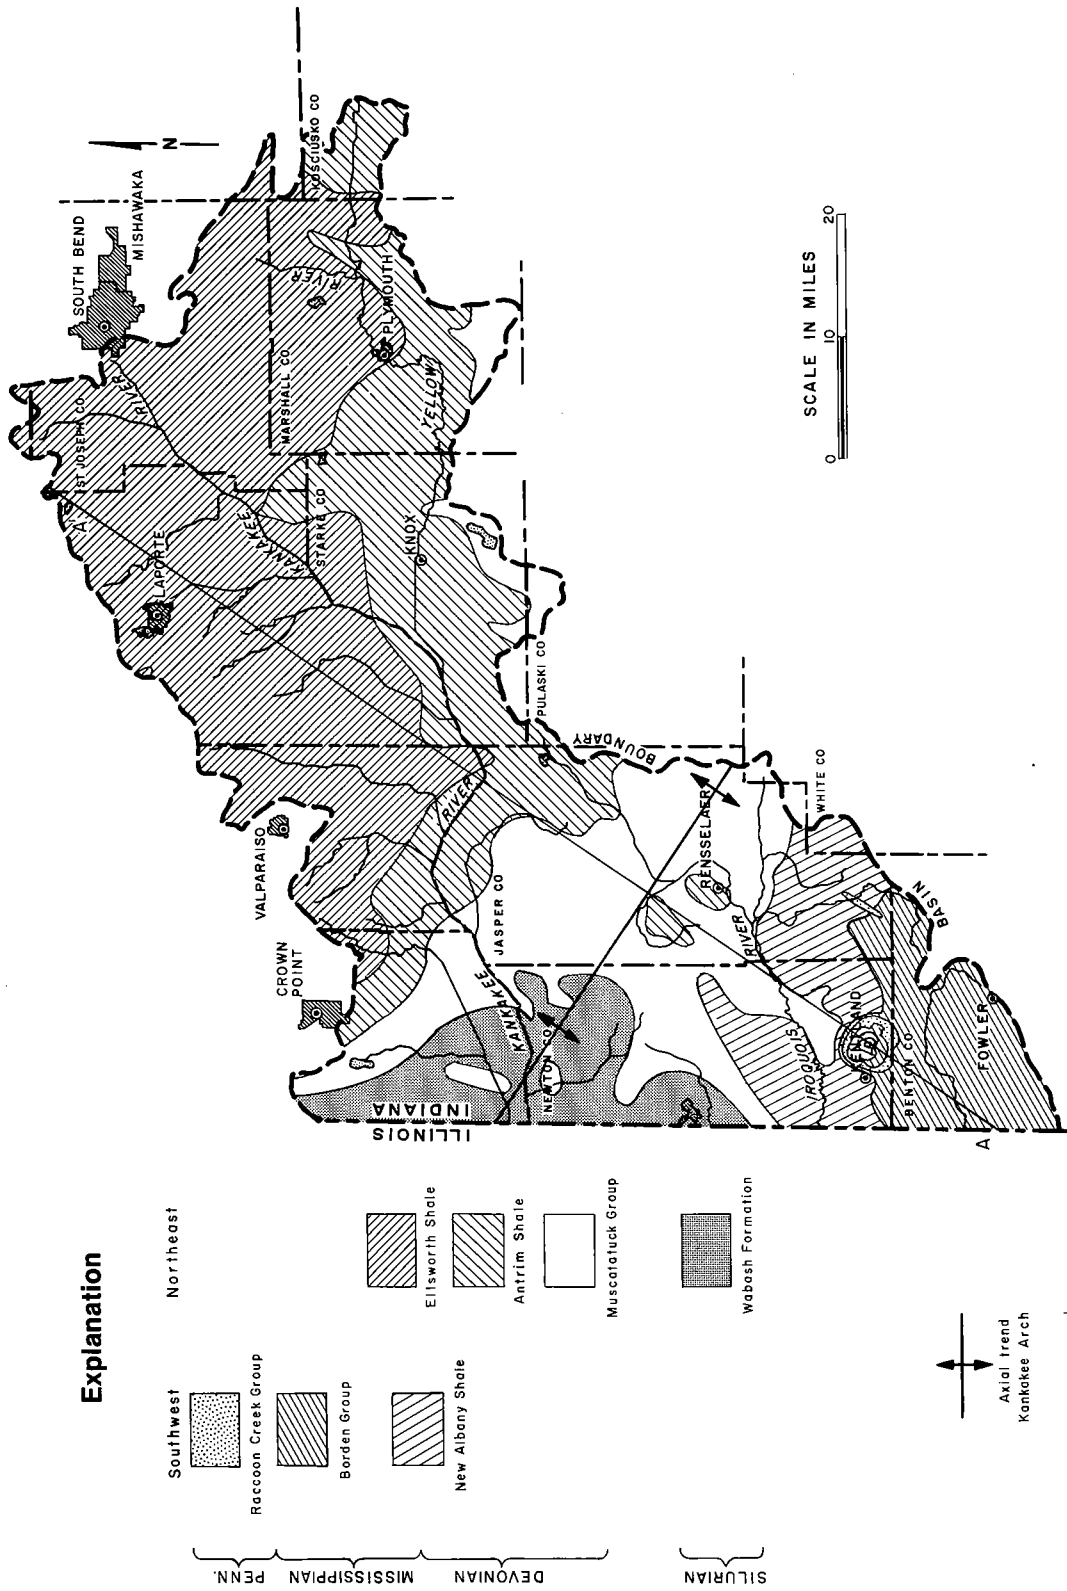 SOUTH BEND
MISHAWAKA
N
ST JOSEPH CO
RIVER
A'
LAPORTE
KOSCIUSKO CO
MARSHALL CO
RIVER
PLYMOUTH
YELLOW
KANKAKEE
STARKE CO
KNOX
VALPARAISO
CROWN
POINT
RIVER
PULASKI CO
BOUNDARY
JASPER CO
KANKAKEE
NEWTON CO
RENSSELAER
WHITE CO
RIVER
IROQUOIS
KENTLAND
BASIN
BENTON CO
FOWLER
ILLINOIS
INDIANA
A
SCALE IN MILES
0 10 20
Explanation
Southwest
Northeast
Raccoon Creek Group
Borden Group
New Albany Shale
Ellsworth Shale
Antrim Shale
Muscatatuck Group
Wabash Formation
PENN.
MISSISSIPPIAN
DEVONIAN
SILURIAN
Axial trend
Kankakee Arch